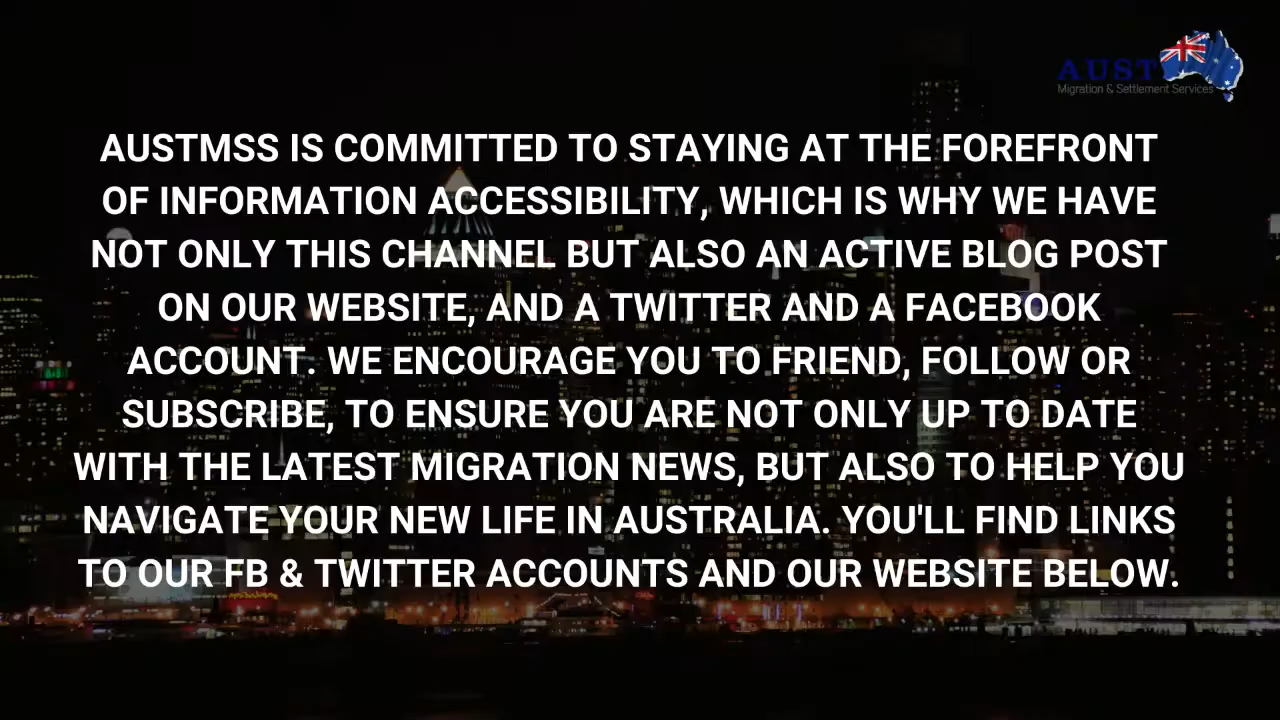 AUST
Migration & Settlement Services
AUSTMSS IS COMMITTED TO STAYING AT THE FOREFRONT
OF INFORMATION ACCESSIBILITY, WHICH IS WHY WE HAVE
NOT ONLY THIS CHANNEL BUT ALSO AN ACTIVE BLOG POST
ON OUR WEBSITE, AND A TWITTER AND A FACEBOOK
ACCOUNT. WE ENCOURAGE YOU TO FRIEND, FOLLOW OR
SUBSCRIBE, TO ENSURE YOU ARE NOT ONLY UP TO DATE
WITH THE LATEST MIGRATION NEWS, BUT ALSO TO HELP YOU
NAVIGATE YOUR NEW LIFE IN AUSTRALIA. YOU'LL FIND LINKS
TO OUR FB & TWITTER ACCOUNTS AND OUR WEBSITE BELOW.